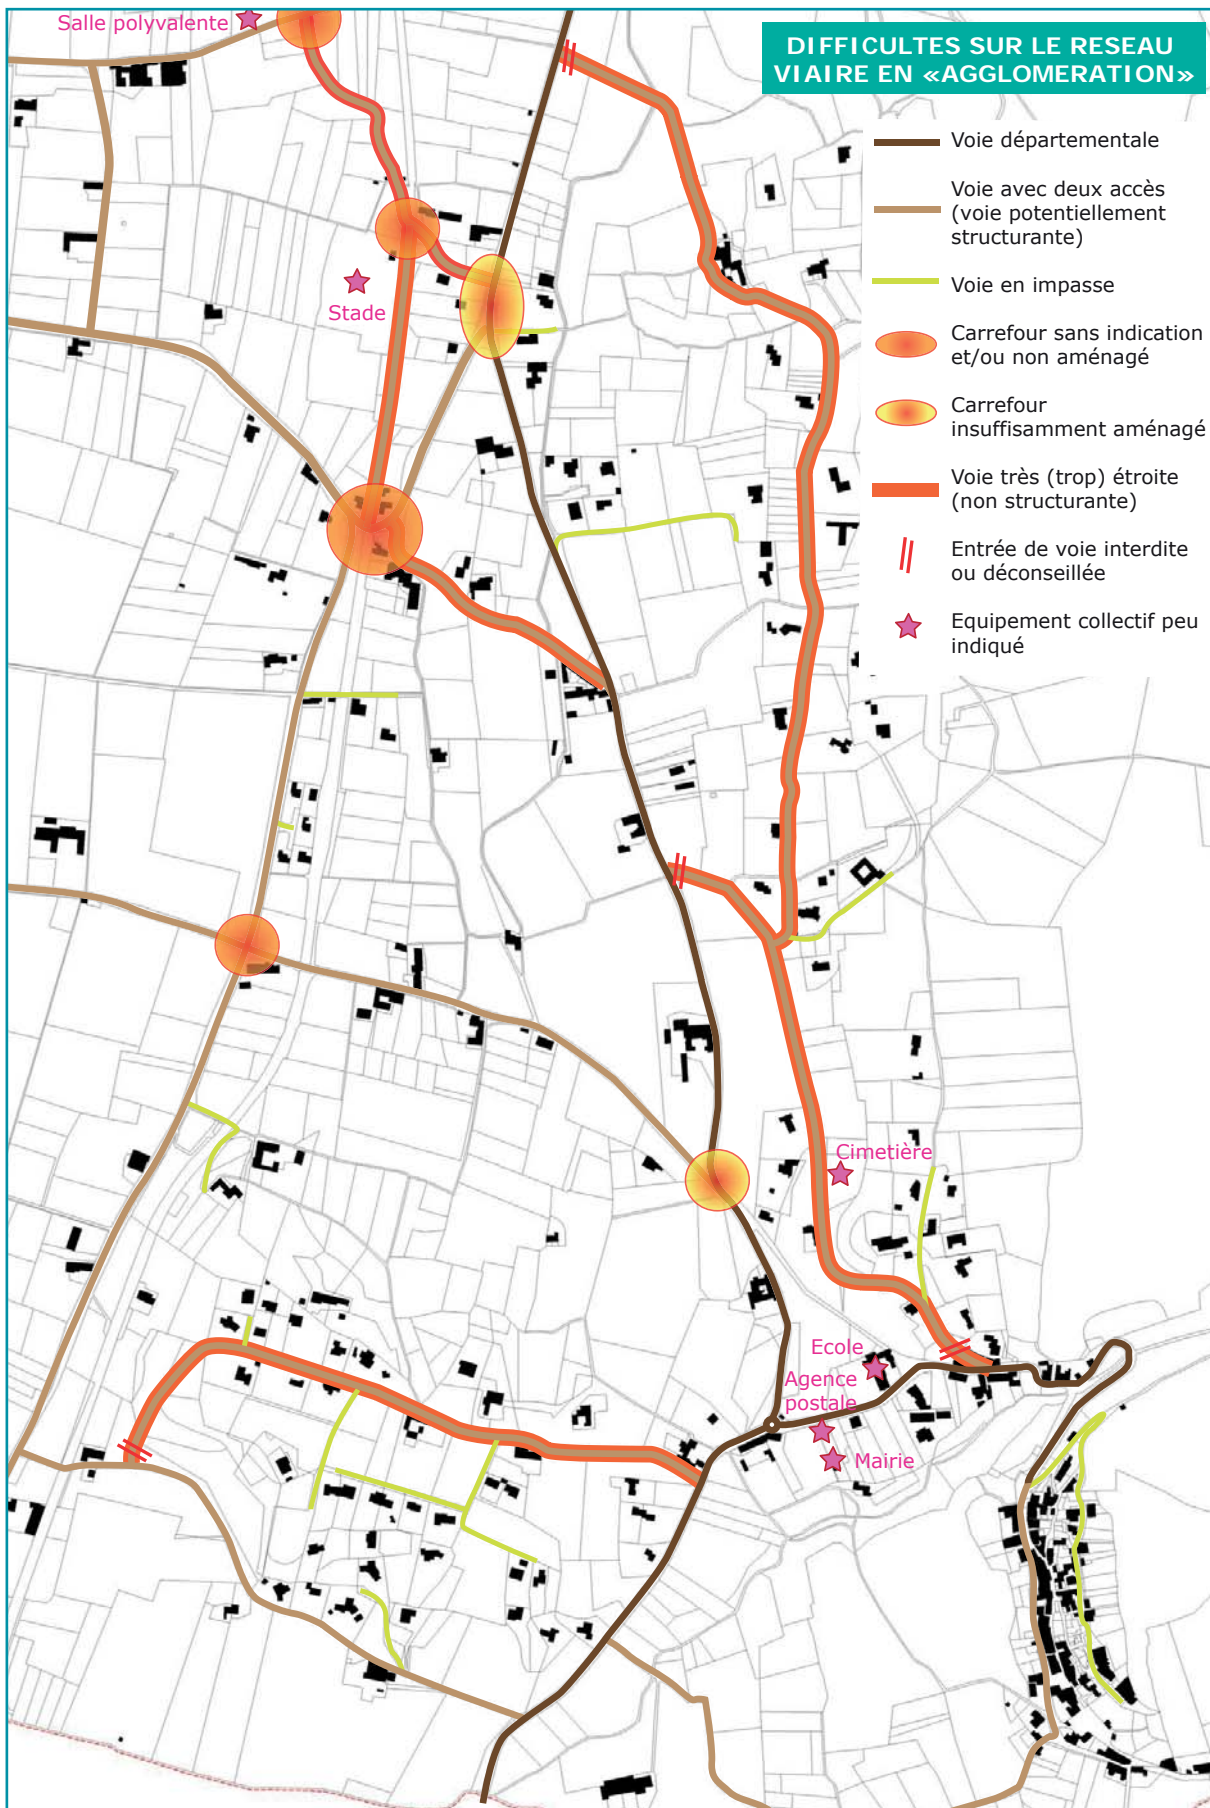 Salle polyvalente
DIFFICULTES SUR LE RESEAU
VIAIRE EN «AGGLOMERATION»
Voie départementale
Voie avec deux accès
(voie potentiellement
structurante)
Voie en impasse
Carrefour sans indication
et/ou non aménagé
Carrefour
insuffisamment aménagé
Voie très (trop) étroite
(non structurante)
Entrée de voie interdite
ou déconseillée
Equipement collectif peu
indiqué
Stade
Cimetière
Ecole
Agence
postale
Mairie